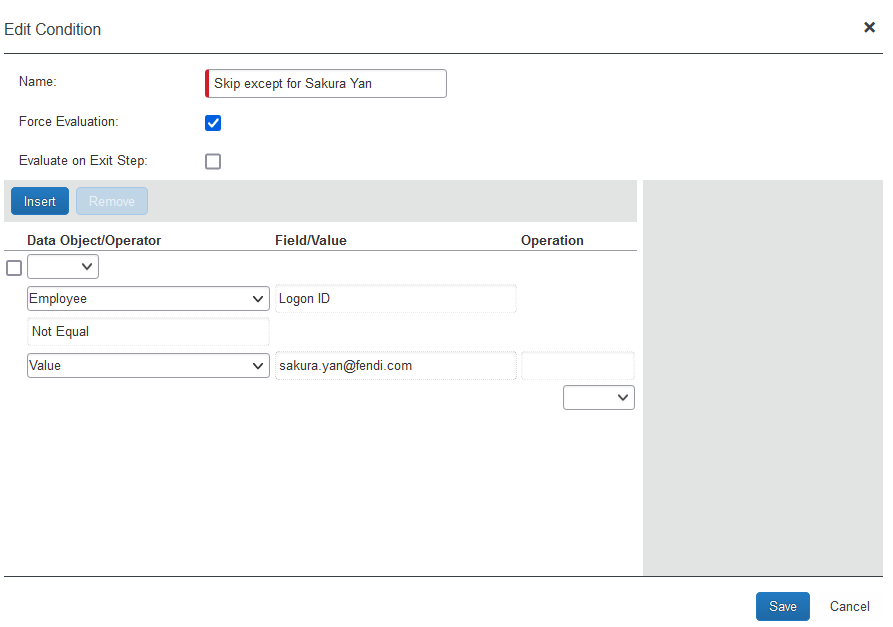 Edit Condition
Name:
Skip except for Sakura Yan
Force Evaluation:
Evaluate on Exit Step:
Insert Remove
Data Object/Operator Field/Value Operation
Employee Logon ID
Not Equal
Value sakura.yan@fendi.com
Save Cancel